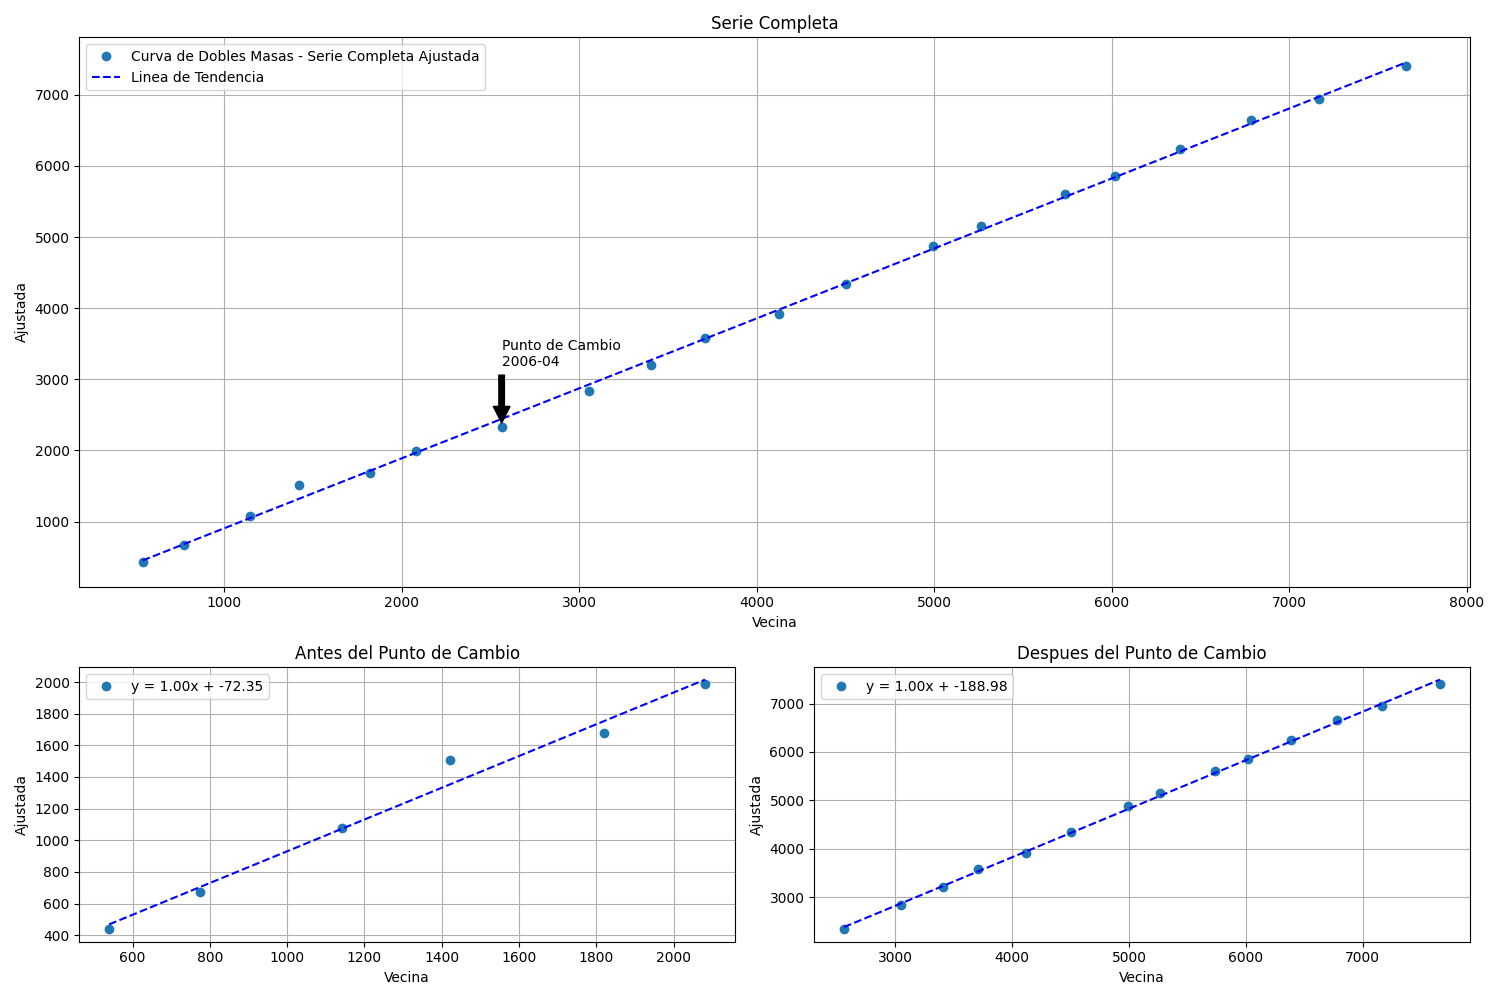 Serie Completa
Curva de Dobles Masas - Serie Completa Ajustada
Linea de Tendencia
7000
6000
5000
4000
3000
2000
1000
Ajustada
Punto de Cambio
2006-04
1000 2000 3000 4000 5000 6000 7000 8000
Vecina
Antes del Punto de Cambio
y = 1.00x + -72.35
2000
1800
1600
1400
1200
1000
800
600
400
Ajustada
600 800 1000 1200 1400 1600 1800 2000
Vecina
Despues del Punto de Cambio
y = 1.00x + -188.98
7000
6000
5000
4000
3000
Ajustada
3000 4000 5000 6000 7000
Vecina